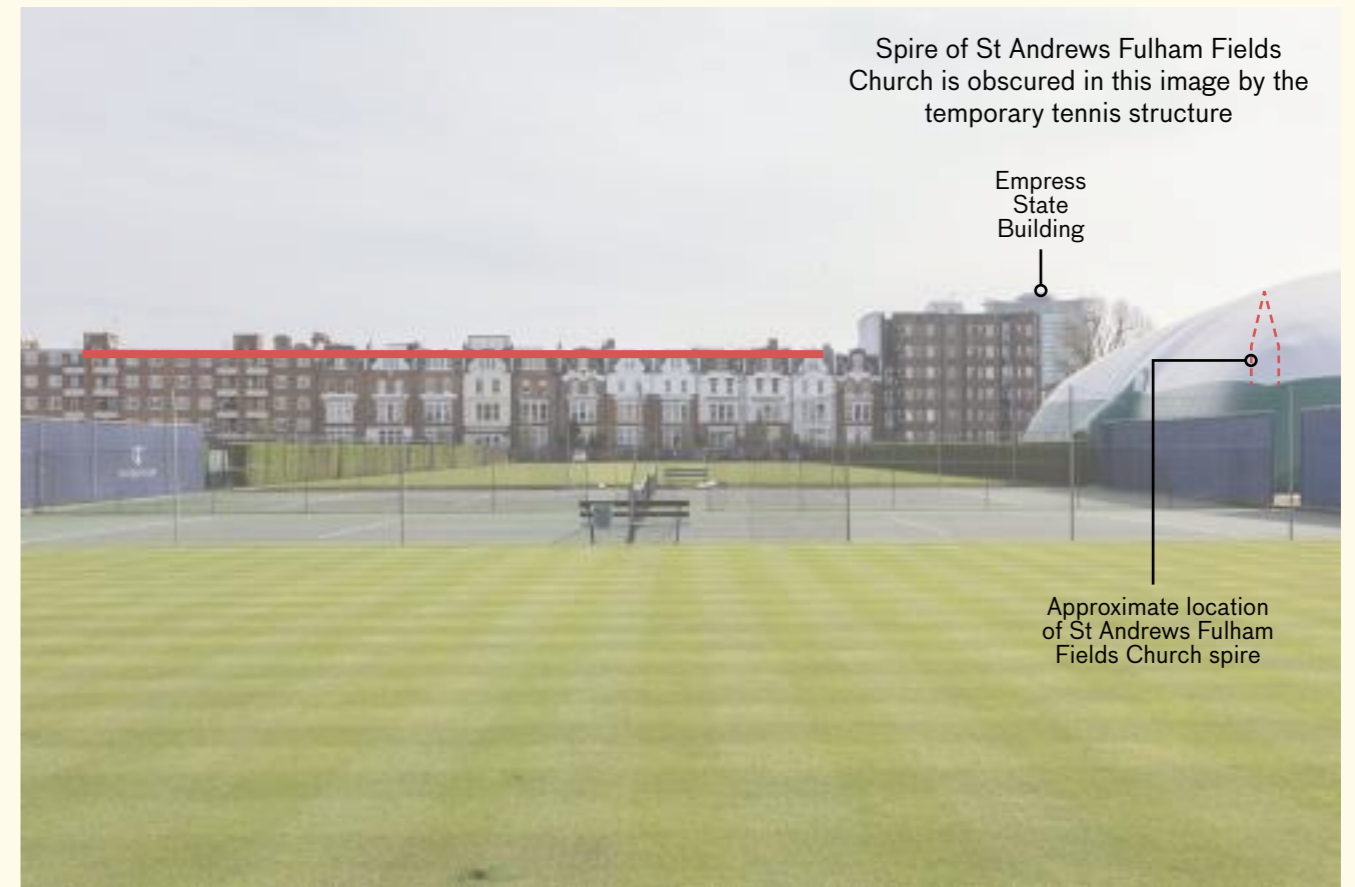 Spire of St Andrews Fulham Fields
Church is obscured in this image by the
temporary tennis structure
Empress
State
Building
Approximate location
of St Andrews Fulham
Fields Church spire